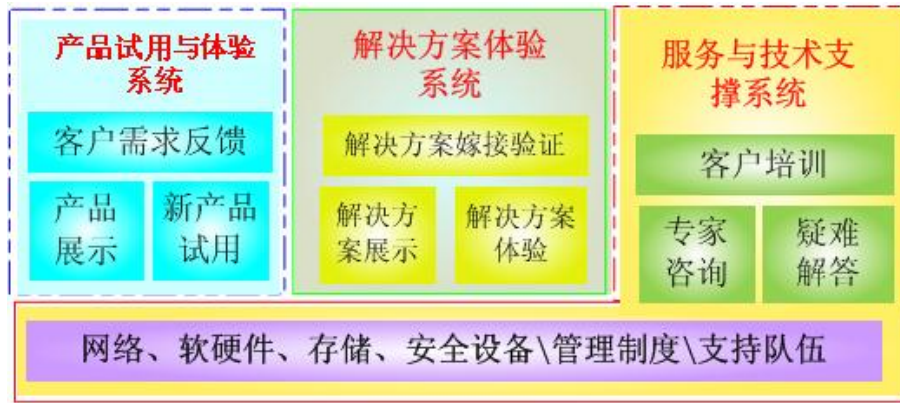 产品试用与体验
系统
客户需求反馈
产品
展示
新产品
试用
解决方案体验
系统
解决方案嫁接验证
解决方
案展示
解决方案
体验
服务与技术支
撑系统
客户培训
专家
咨询
疑难
解答
网络、软硬件、存储、安全设备\管理制度\支持队伍